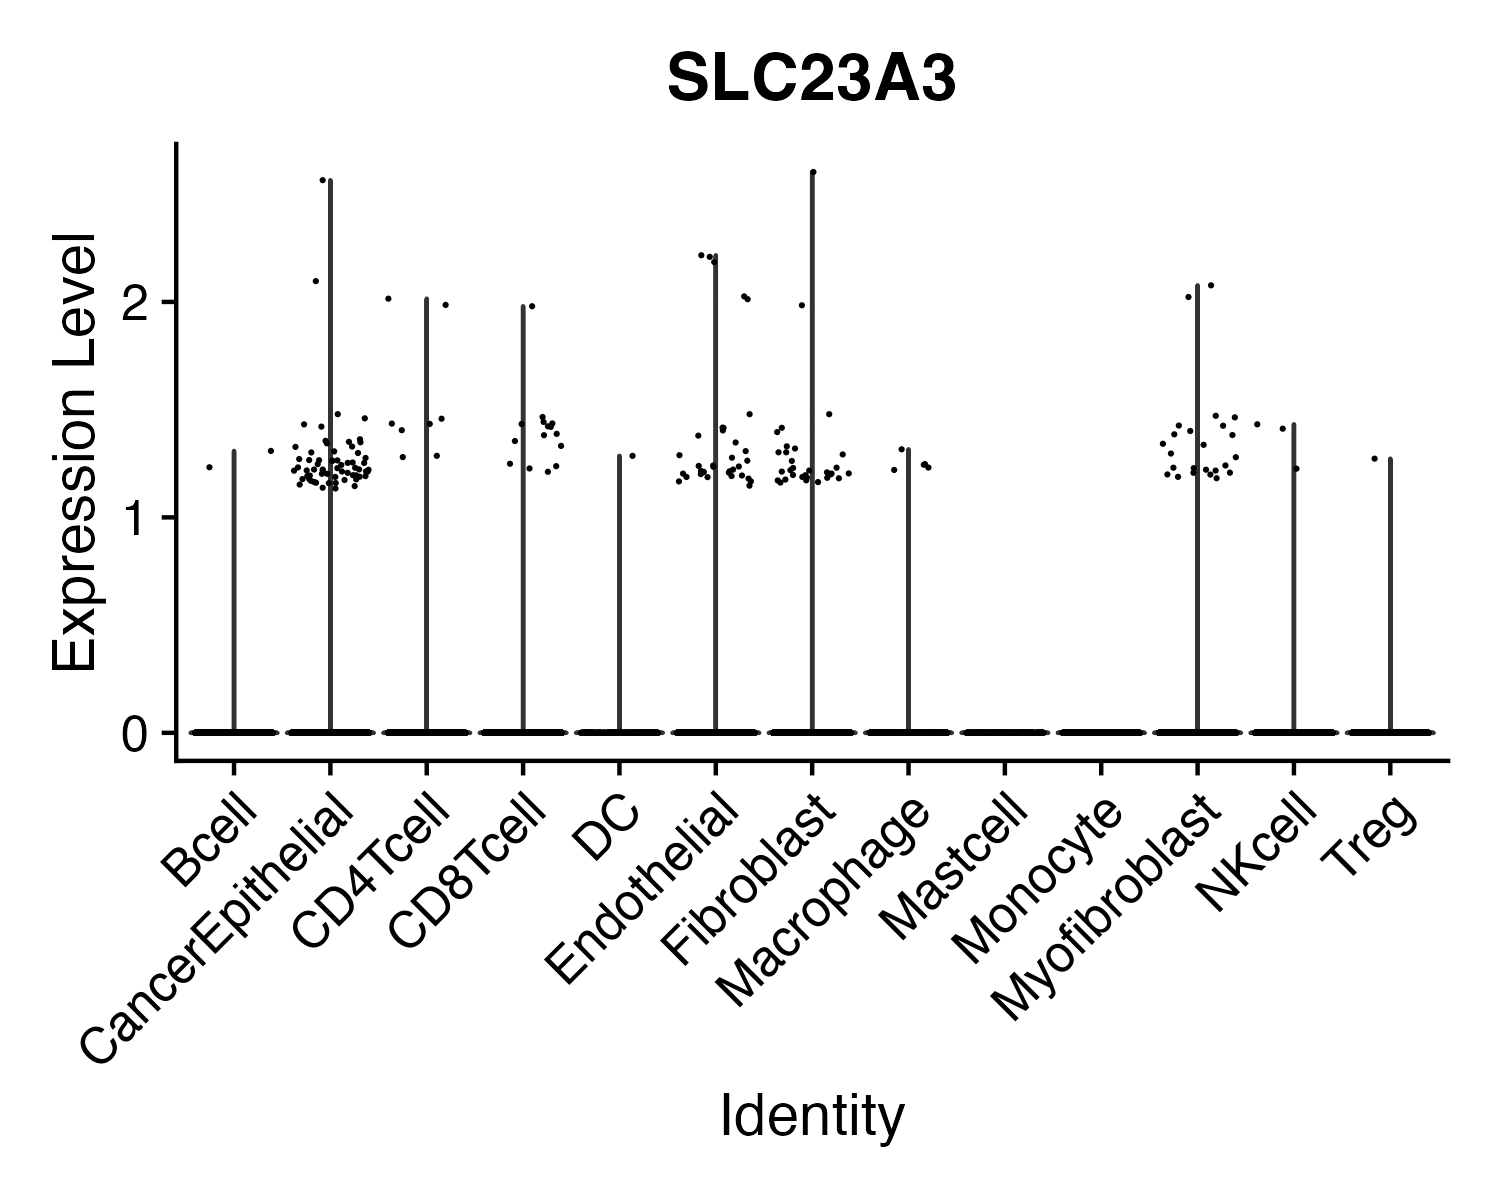 SLC23A3
Expression Level
2
1
0
Bcell
CancerEpithelial
CD4Tcell
CD8Tcell
DC
Endothelial
Fibroblast
Macrophage
Mastcell
Monocyte
Myofibroblast
NKcell
Treg
Identity